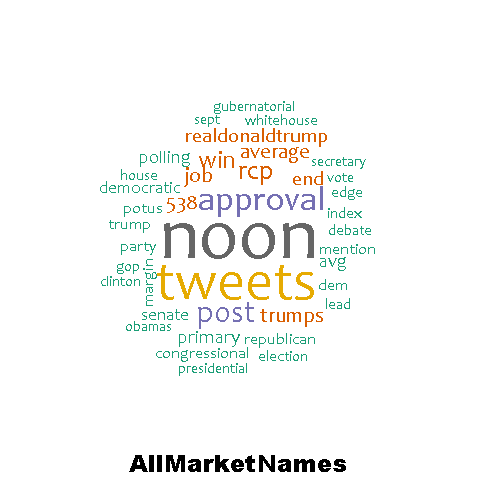 gubernatorial
sept whitehouse
realdonaldtrump
polling win average secretary
house job rcp end vote
democratic 538 approval edge
potus index
trump noon debate
party mention
gop avg
clinton margin tweets dem
senate post trumps lead
obamas
primary republican
congressional election
presidential
AllMarketNames